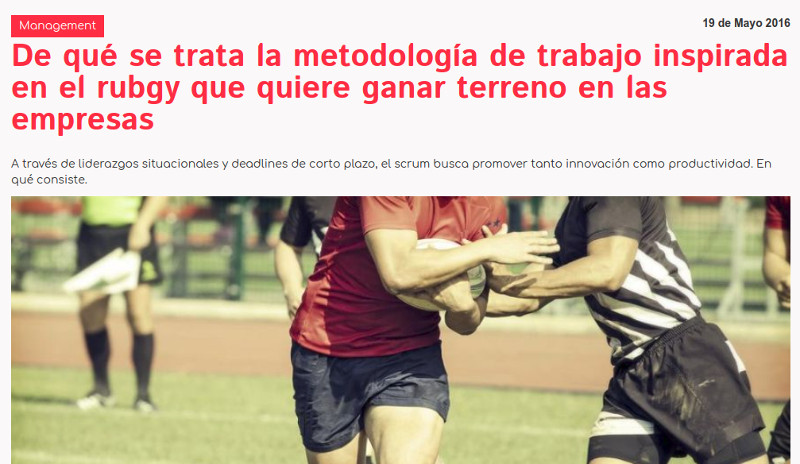 Management
19 de Mayo 2016
De qué se trata la metodología de trabajo inspirada
en el rubgy que quiere ganar terreno en las
empresas
A través de liderazgos situacionales y deadlines de corto plazo, el scrum busca promover tanto innovación como productividad. En
qué consiste.